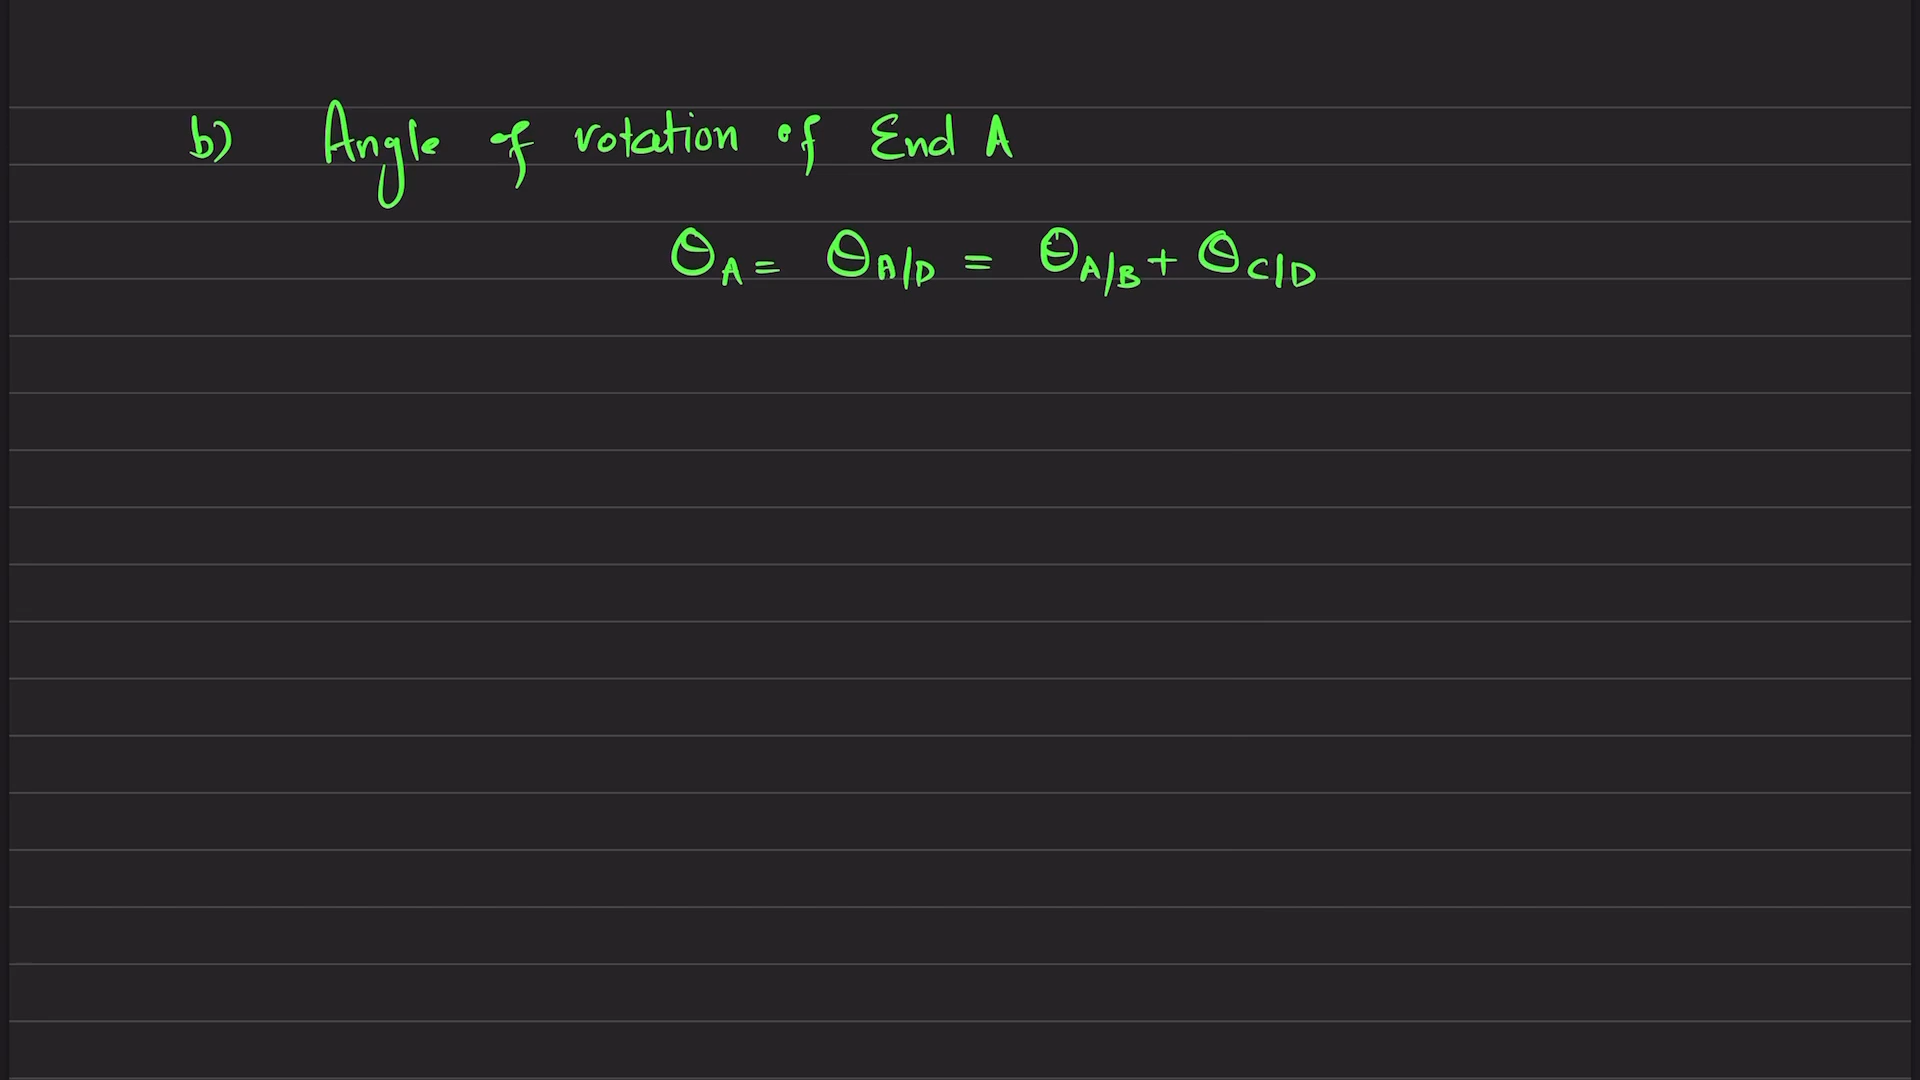 b) Angle of rotation of End A
θA = θA/D = θA/B + θC/D